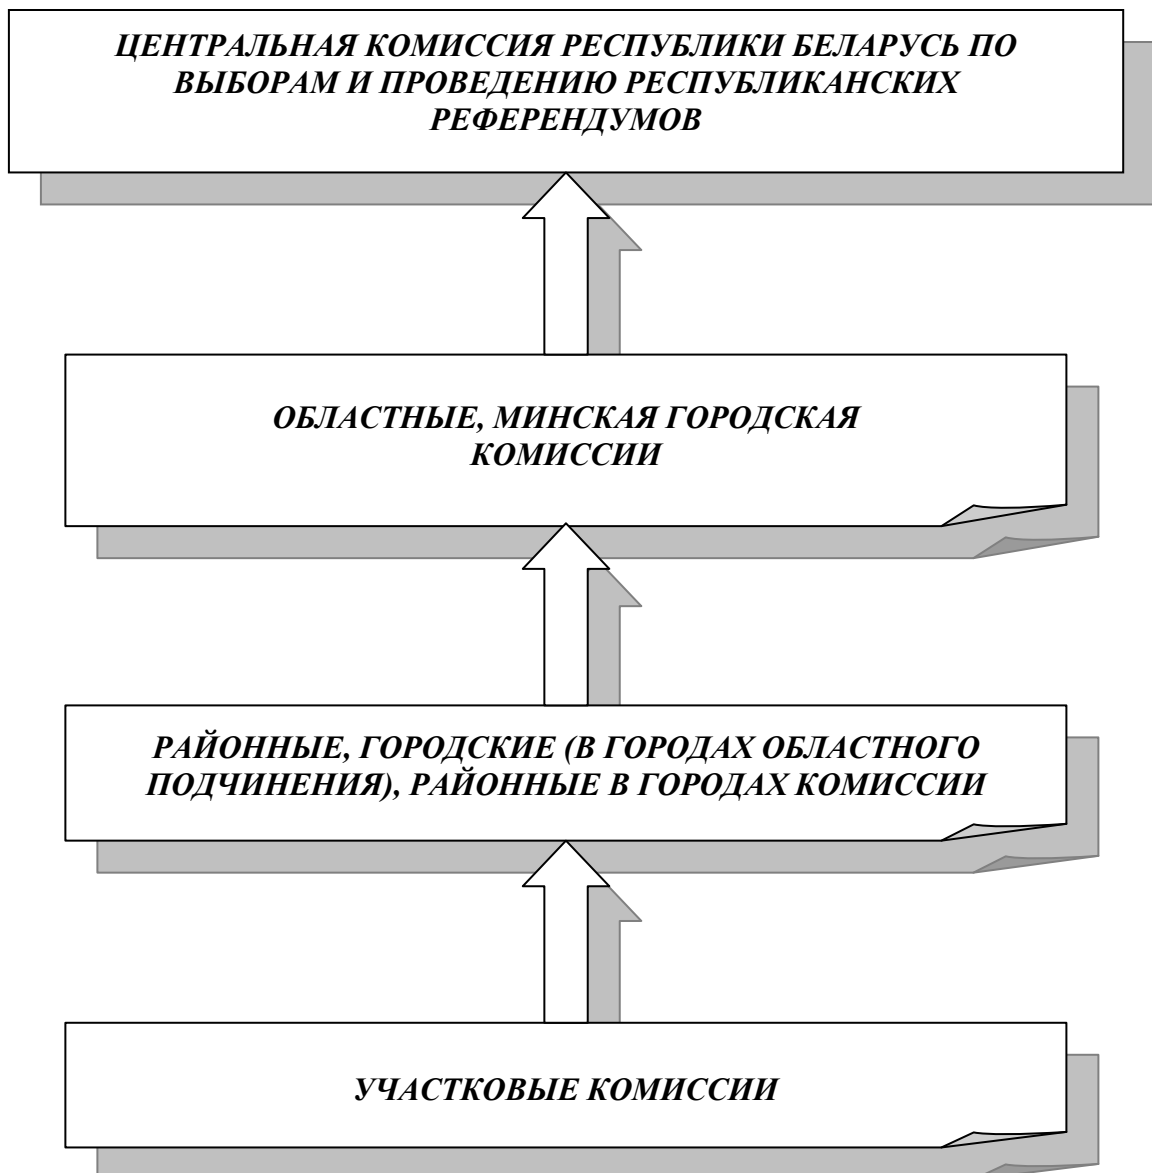 ЦЕНТРАЛЬНАЯ КОМИССИЯ РЕСПУБЛИКИ БЕЛАРУСЬ ПО
ВЫБОРАМ И ПРОВЕДЕНИЮ РЕСПУБЛИКАНСКИХ
РЕФЕРЕНДУМОВ
ОБЛАСТНЫЕ, МИНСКАЯ ГОРОДСКАЯ
КОМИССИИ
РАЙОННЫЕ, ГОРОДСКИЕ (В ГОРОДАХ ОБЛАСТНОГО
ПОДЧИНЕНИЯ), РАЙОННЫЕ В ГОРОДАХ КОМИССИИ
УЧАСТКОВЫЕ КОМИССИИ